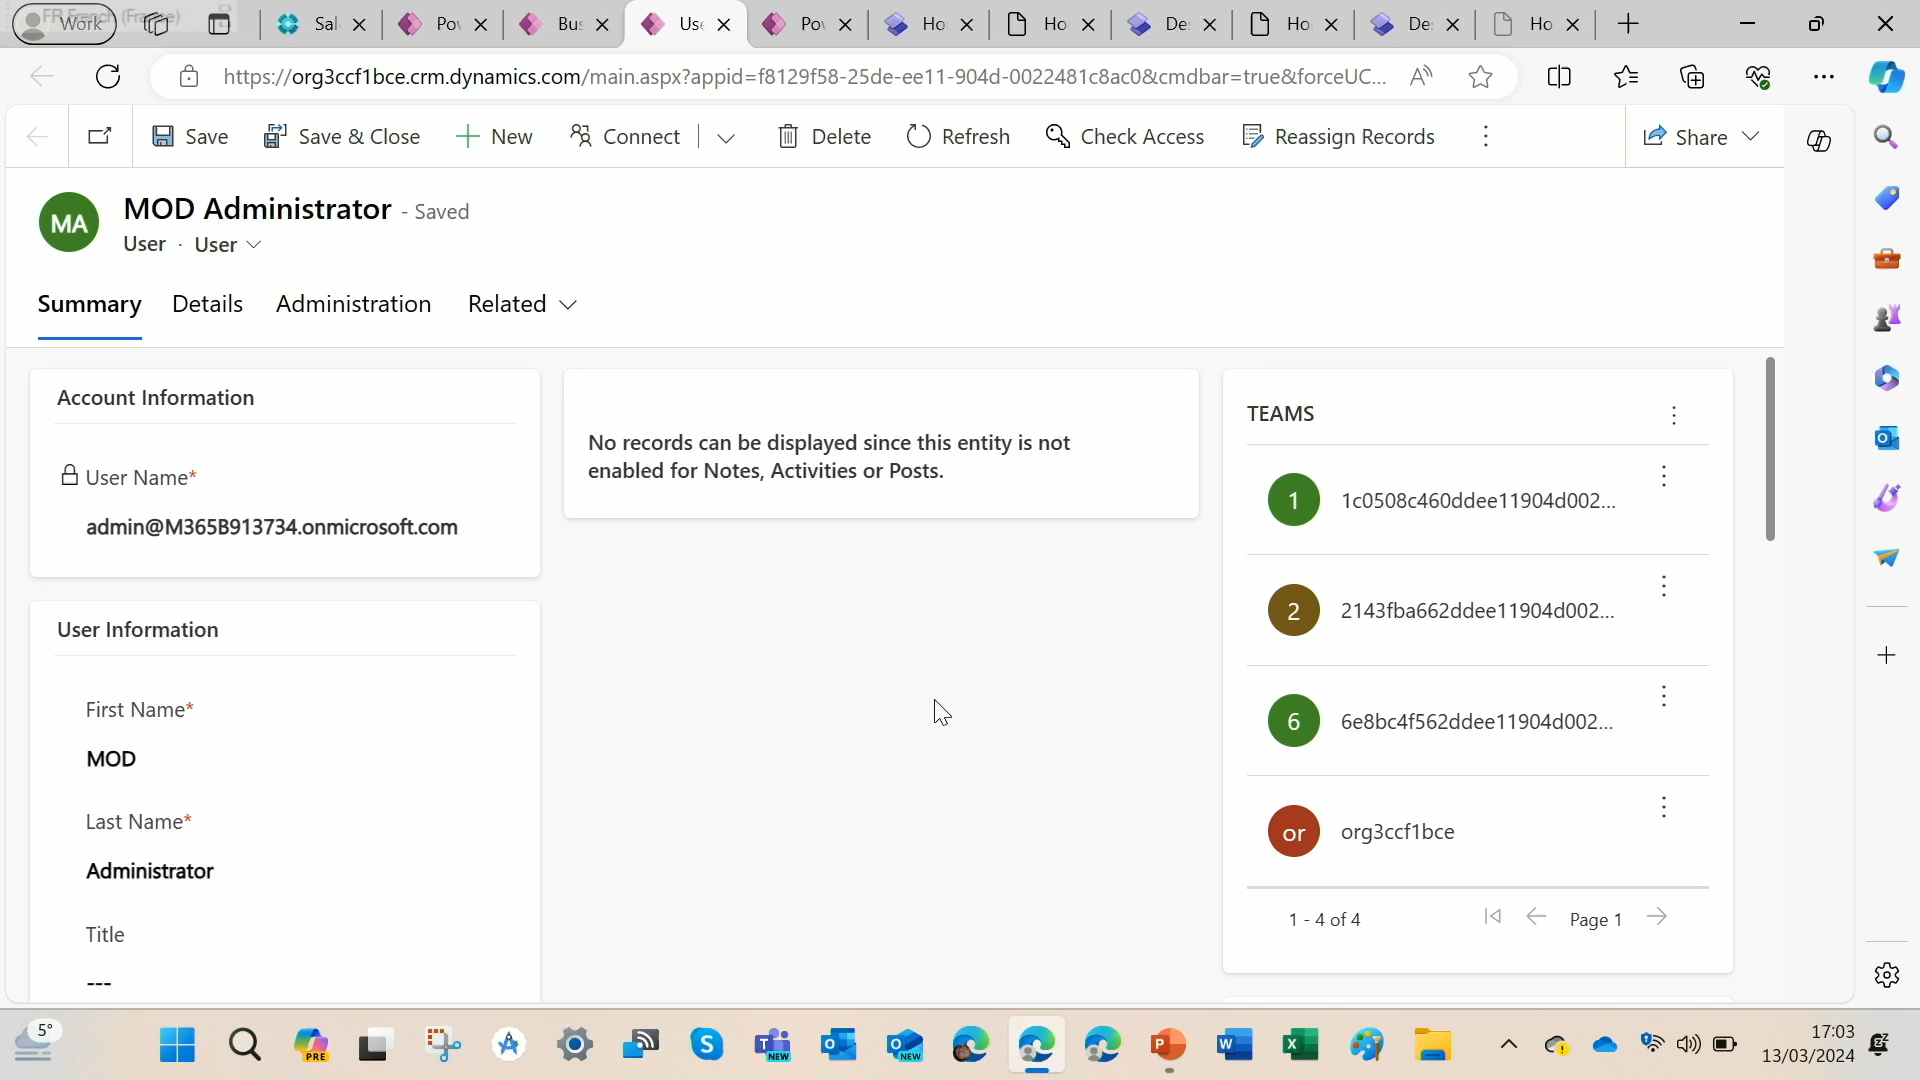 Work
Sal
Po
Bus
Use
Po
Ho
Ho
De
Ho
De
Ho
https://org3ccf1bce.crm.dynamics.com/main.aspx?appid=f8129f58-25de-ee11-904d-0022481c8ac0&cmdbar=true&forceUC...
Save
Save & Close
New
Connect
Delete
Refresh
Check Access
Reassign Records
Share
MA
MOD Administrator - Saved
User · User
Summary
Details
Administration
Related
Account Information
User Name*
admin@M365B913734.onmicrosoft.com
User Information
First Name*
MOD
Last Name*
Administrator
Title
---
No records can be displayed since this entity is not
enabled for Notes, Activities or Posts.
TEAMS
1 1c0508c460ddee11904d002...
2 2143fba662ddee11904d002...
6 6e8bc4f562ddee11904d002...
or org3ccf1bce
1 - 4 of 4
Page 1
5°
PRE
NEW
NEW
17:03
13/03/2024